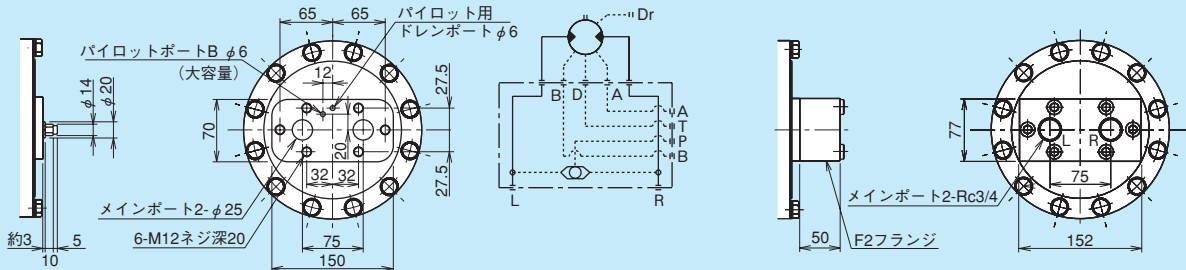 65
65
パイロット用
ドレンポートφ6
パイロットポートB φ6
(大容量)
12
φ14
φ20
70
20
27.5
27.5
32
32
メインポート2-φ25
6-M12ネジ深20
75
150
約3
5
10
Dr
B
D
A
A
T
P
B
L
R
77
L
R
75
メインポート2-Rc3/4
50
F2フランジ
152